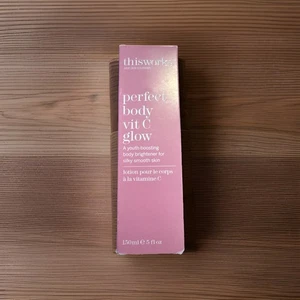 thisworks
perfect
body
vit C
glow
A youth-boosting
body brightener for
silky-smooth skin
lotion pour le corps
à la vitamine C
150ml ℮ 5 fl oz